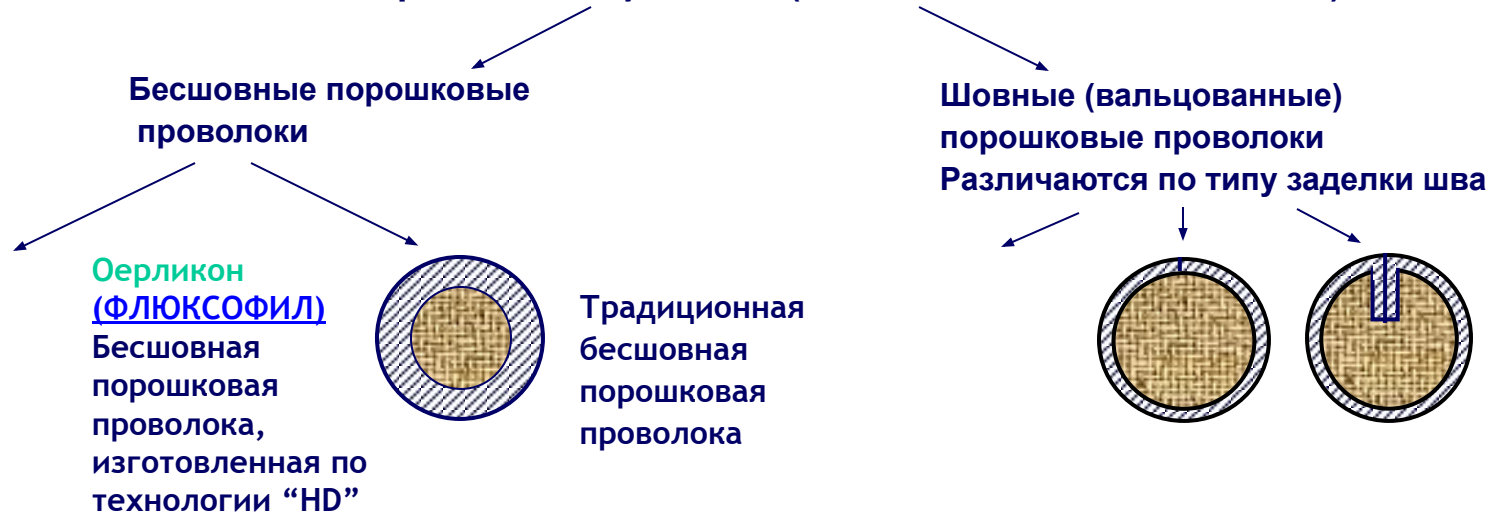 Бесшовные порошковые
проволоки
Шовные (вальцованные)
порошковые проволоки
Различаются по типу заделки шва
Оерликон
(ФЛЮКСОФИЛ)
Бесшовная
порошковая
проволока,
изготовленная по
технологии “HD”
Традиционная
бесшовная
порошковая
проволока